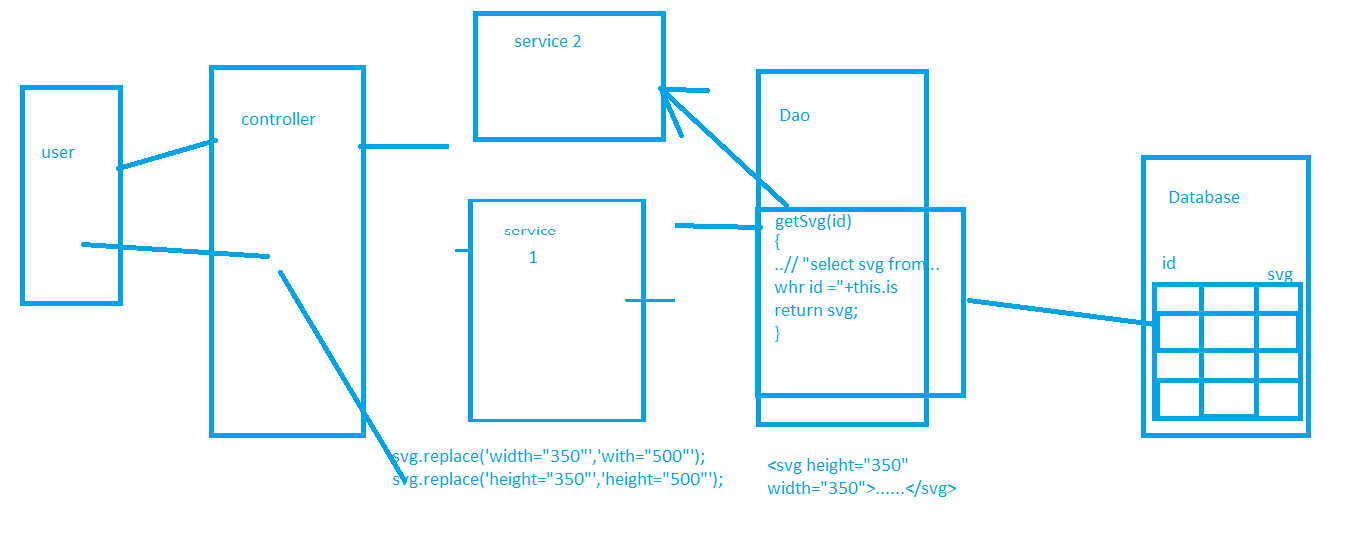 service 2
controller
Dao
user
Database
getSvg(id)
{
..// "select svg from...
whr id ="+this.is
return svg;
}
service
1
id
svg
svg.replace('width="350"','with="500"');
svg.replace('height="350"','height="500"');
<svg height="350"
width="350">......</svg>